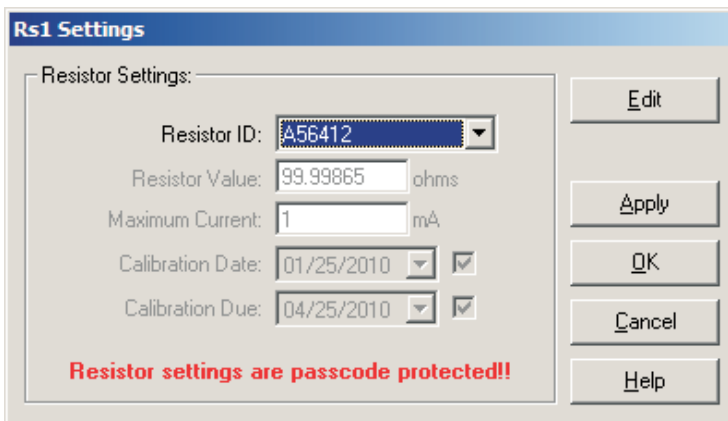 Rs1 Settings
Resistor Settings:
Edit
Resistor ID: A56412
Resistor Value: 99.99865 ohms
Apply
Maximum Current: 1 mA
OK
Calibration Date: 01/25/2010
Calibration Due: 04/25/2010
Cancel
Resistor settings are passcode protected!!
Help